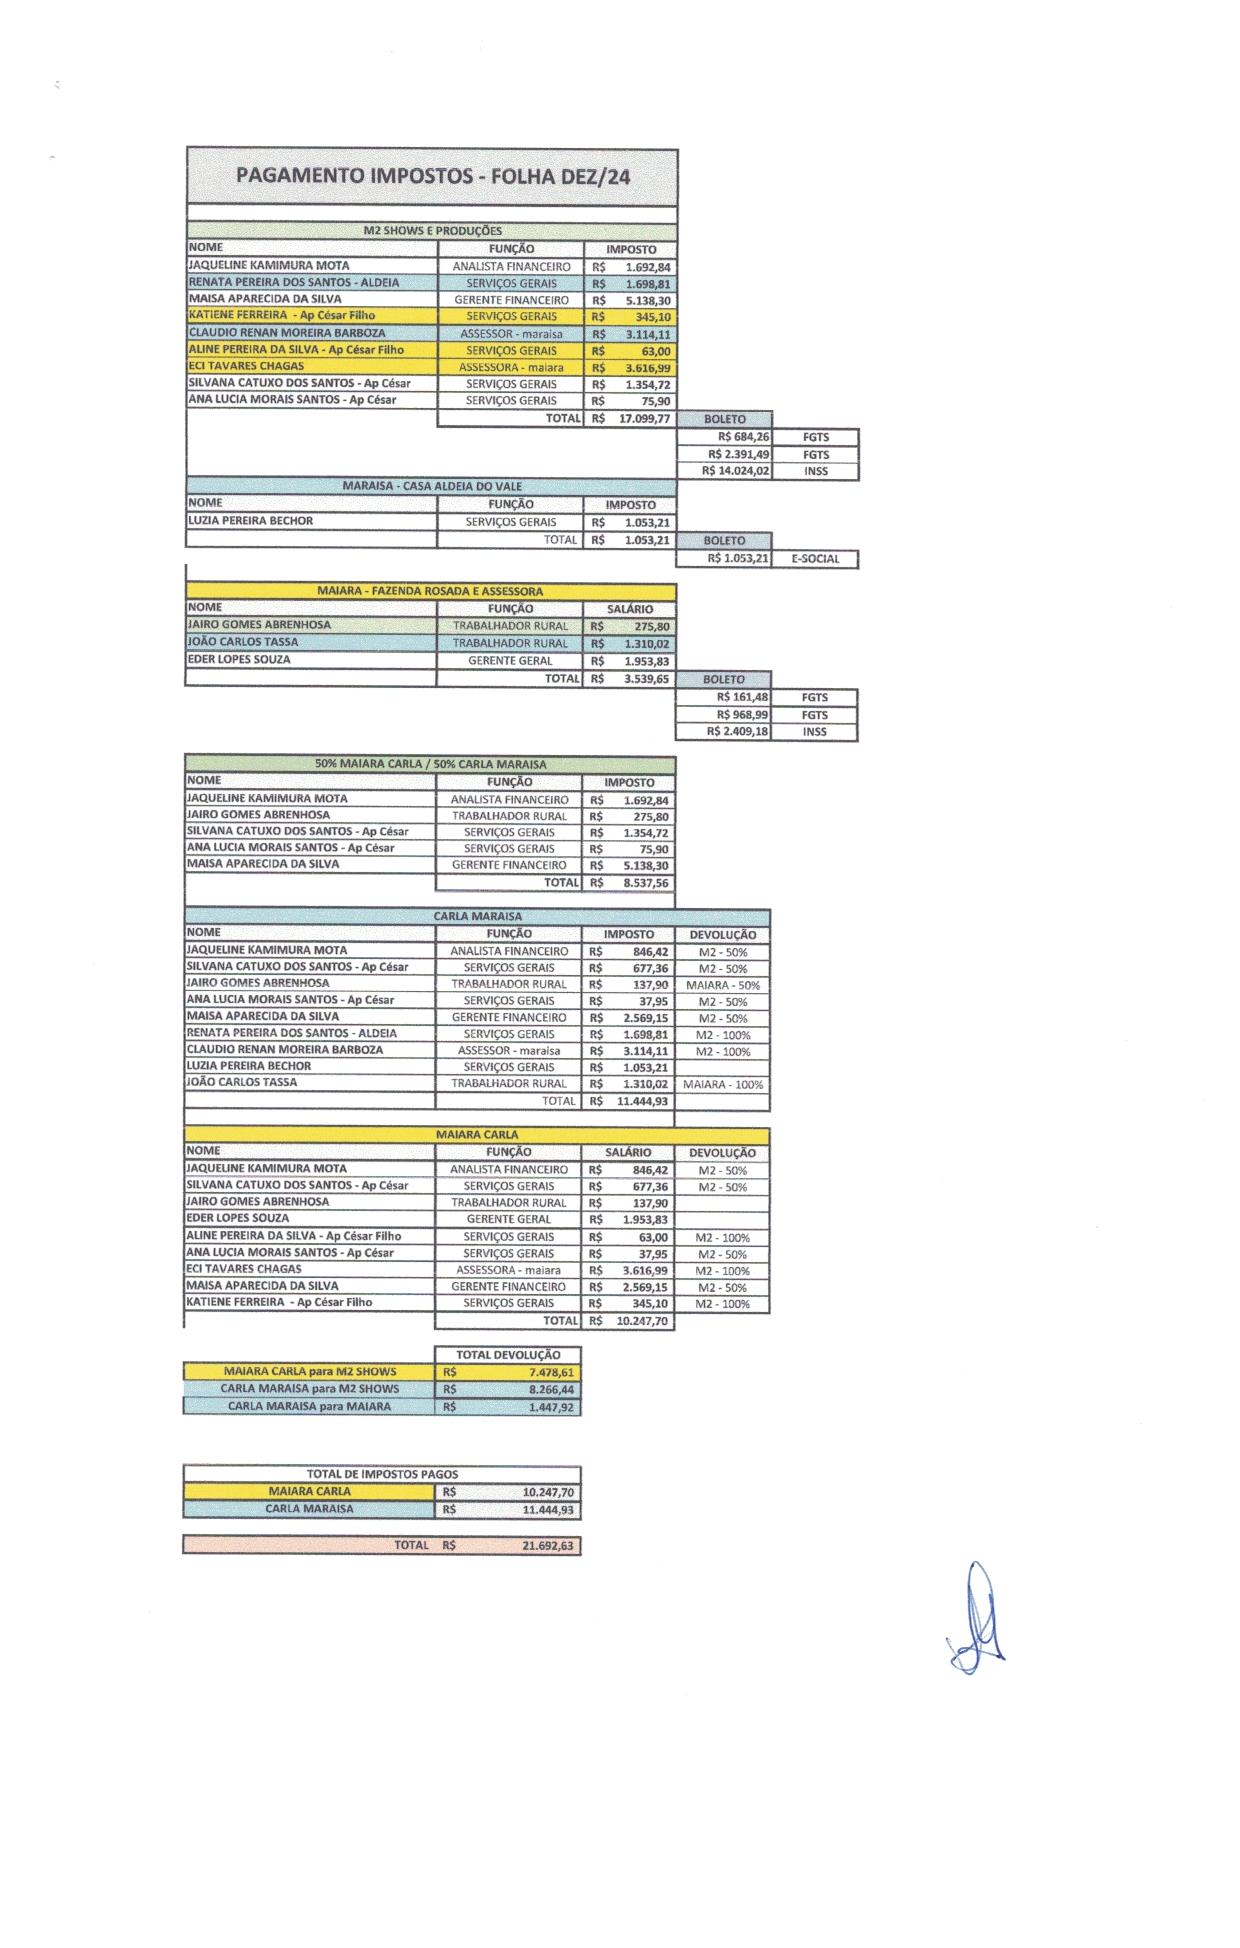 PAGAMENTO IMPOSTOS - FOLHA DEZ/24
M2 SHOWS E PRODUÇÕES
NOME FUNÇÃO IMPOSTO
JAQUELINE KAMIMURA MOTA ANALISTA FINANCEIRO R$ 1.692,84
RENATA PEREIRA DOS SANTOS - ALDEIA SERVIÇOS GERAIS R$ 1.698,81
MAISA APARECIDA DA SILVA GERENTE FINANCEIRO R$ 5.138,30
KATIENE FERREIRA - Ap César Filho SERVIÇOS GERAIS R$ 345,10
CLAUDIO RENAN MOREIRA BARBOZA ASSESSOR - maraisa R$ 3.114,11
ALINE PEREIRA DA SILVA - Ap César Filho SERVIÇOS GERAIS R$ 63,00
ECI TAVARES CHAGAS ASSESSORA - maiara R$ 3.616,99
SILVANA CATUXO DOS SANTOS - Ap César SERVIÇOS GERAIS R$ 1.354,72
ANA LUCIA MORAIS SANTOS - Ap César SERVIÇOS GERAIS R$ 75,90
TOTAL R$ 17.099,77 BOLETO
R$ 684,26 FGTS
R$ 2.391,49 FGTS
R$ 14.024,02 INSS
MARAISA - CASA ALDEIA DO VALE
NOME FUNÇÃO IMPOSTO
LUZIA PEREIRA BECHOR SERVIÇOS GERAIS R$ 1.053,21
TOTAL R$ 1.053,21 BOLETO
R$ 1.053,21 E-SOCIAL
MAIARA - FAZENDA ROSADA E ASSESSORA
NOME FUNÇÃO SALÁRIO
JAIRO GOMES ABRENHOSA TRABALHADOR RURAL R$ 275,80
JOÃO CARLOS TASSA TRABALHADOR RURAL R$ 1.310,02
EDER LOPES SOUZA GERENTE GERAL R$ 1.953,83
TOTAL R$ 3.539,65 BOLETO
R$ 161,48 FGTS
R$ 968,99 FGTS
R$ 2.409,18 INSS
50% MAIARA CARLA / 50% CARLA MARAISA
NOME FUNÇÃO IMPOSTO
JAQUELINE KAMIMURA MOTA ANALISTA FINANCEIRO R$ 1.692,84
JAIRO GOMES ABRENHOSA TRABALHADOR RURAL R$ 275,80
SILVANA CATUXO DOS SANTOS - Ap César SERVIÇOS GERAIS R$ 1.354,72
ANA LUCIA MORAIS SANTOS - Ap César SERVIÇOS GERAIS R$ 75,90
MAISA APARECIDA DA SILVA GERENTE FINANCEIRO R$ 5.138,30
TOTAL R$ 8.537,56
CARLA MARAISA
NOME FUNÇÃO IMPOSTO DEVOLUÇÃO
JAQUELINE KAMIMURA MOTA ANALISTA FINANCEIRO R$ 846,42 M2 - 50%
SILVANA CATUXO DOS SANTOS - Ap César SERVIÇOS GERAIS R$ 677,36 M2 - 50%
JAIRO GOMES ABRENHOSA TRABALHADOR RURAL R$ 137,90 MAIARA - 50%
ANA LUCIA MORAIS SANTOS - Ap César SERVIÇOS GERAIS R$ 37,95 M2 - 50%
MAISA APARECIDA DA SILVA GERENTE FINANCEIRO R$ 2.569,15 M2 - 50%
RENATA PEREIRA DOS SANTOS - ALDEIA SERVIÇOS GERAIS R$ 1.698,81 M2 - 100%
CLAUDIO RENAN MOREIRA BARBOZA ASSESSOR - maraisa R$ 3.114,11 M2 - 100%
LUZIA PEREIRA BECHOR SERVIÇOS GERAIS R$ 1.053,21
JOÃO CARLOS TASSA TRABALHADOR RURAL R$ 1.310,02 MAIARA - 100%
TOTAL R$ 11.444,93
MAIARA CARLA
NOME FUNÇÃO SALÁRIO DEVOLUÇÃO
JAQUELINE KAMIMURA MOTA ANALISTA FINANCEIRO R$ 846,42 M2 - 50%
SILVANA CATUXO DOS SANTOS - Ap César SERVIÇOS GERAIS R$ 677,36 M2 - 50%
JAIRO GOMES ABRENHOSA TRABALHADOR RURAL R$ 137,90
EDER LOPES SOUZA GERENTE GERAL R$ 1.953,83
ALINE PEREIRA DA SILVA - Ap César Filho SERVIÇOS GERAIS R$ 63,00 M2 - 100%
ANA LUCIA MORAIS SANTOS - Ap César SERVIÇOS GERAIS R$ 37,95 M2 - 50%
ECI TAVARES CHAGAS ASSESSORA - maiara R$ 3.616,99 M2 - 100%
MAISA APARECIDA DA SILVA GERENTE FINANCEIRO R$ 2.569,15 M2 - 50%
KATIENE FERREIRA - Ap César Filho SERVIÇOS GERAIS R$ 345,10 M2 - 100%
TOTAL R$ 10.247,70
TOTAL DEVOLUÇÃO
MAIARA CARLA para M2 SHOWS R$ 7.478,61
CARLA MARAISA para M2 SHOWS R$ 8.266,44
CARLA MARAISA para MAIARA R$ 1.447,92
TOTAL DE IMPOSTOS PAGOS
MAIARA CARLA R$ 10.247,70
CARLA MARAISA R$ 11.444,93
TOTAL R$ 21.692,63